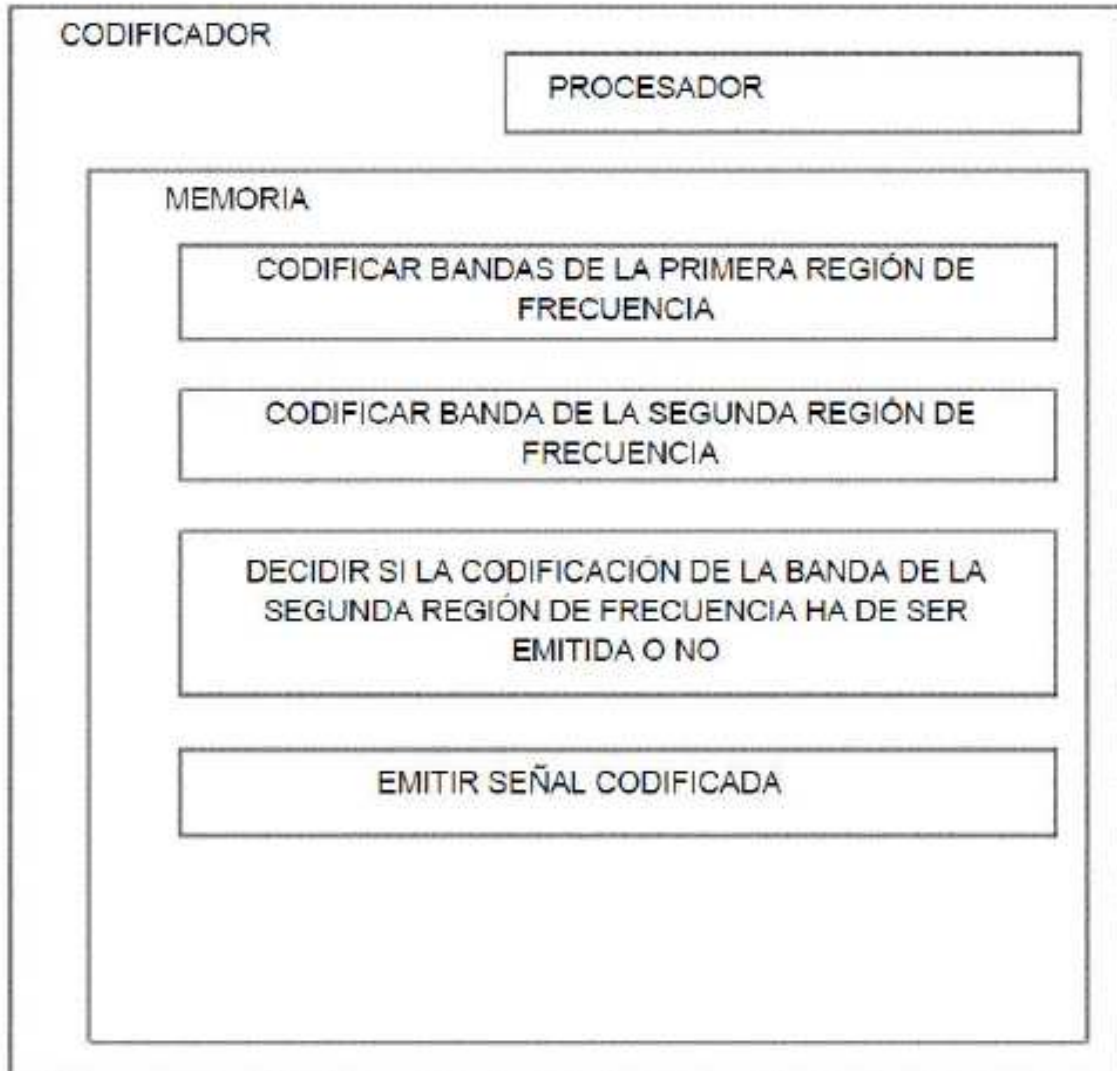 CODIFICADOR
PROCESADOR
MEMORIA
CODIFICAR BANDAS DE LA PRIMERA REGIÓN DE
FRECUENCIA
CODIFICAR BANDA DE LA SEGUNDA REGIÓN DE
FRECUENCIA
DECIDIR SI LA CODIFICACIÓN DE LA BANDA DE LA
SEGUNDA REGIÓN DE FRECUENCIA HA DE SER
EMITIDA O NO
EMITIR SEÑAL CODIFICADA